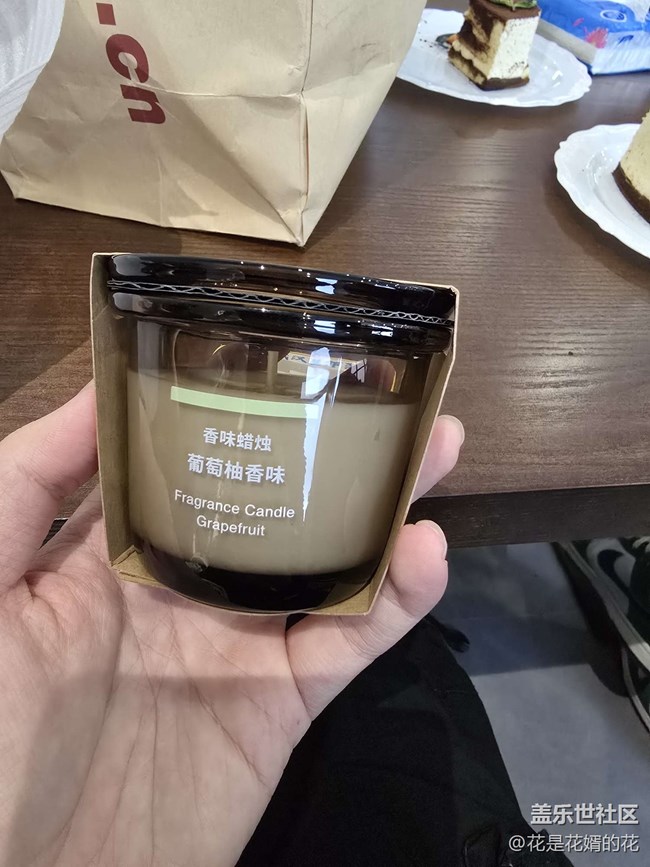 .cn
香味蜡烛
葡萄柚香味
Fragrance Candle
Grapefruit
盖乐世社区
@花是花婿的花